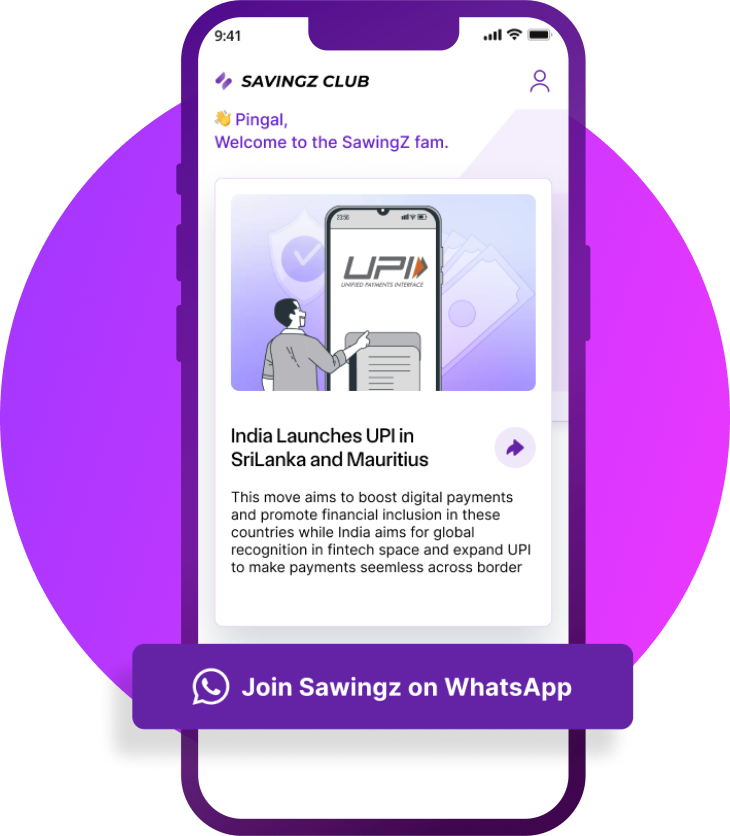 9:41
SAVINGZ CLUB
👋 Pingal,
Welcome to the SawingZ fam.
23:50
UPI
UNIFIED PAYMENTS INTERFACE
India Launches UPI in
SriLanka and Mauritius
This move aims to boost digital payments
and promote financial inclusion in these
countries while India aims for global
recognition in fintech space and expand UPI
to make payments seemless across border
Join Sawingz on WhatsApp